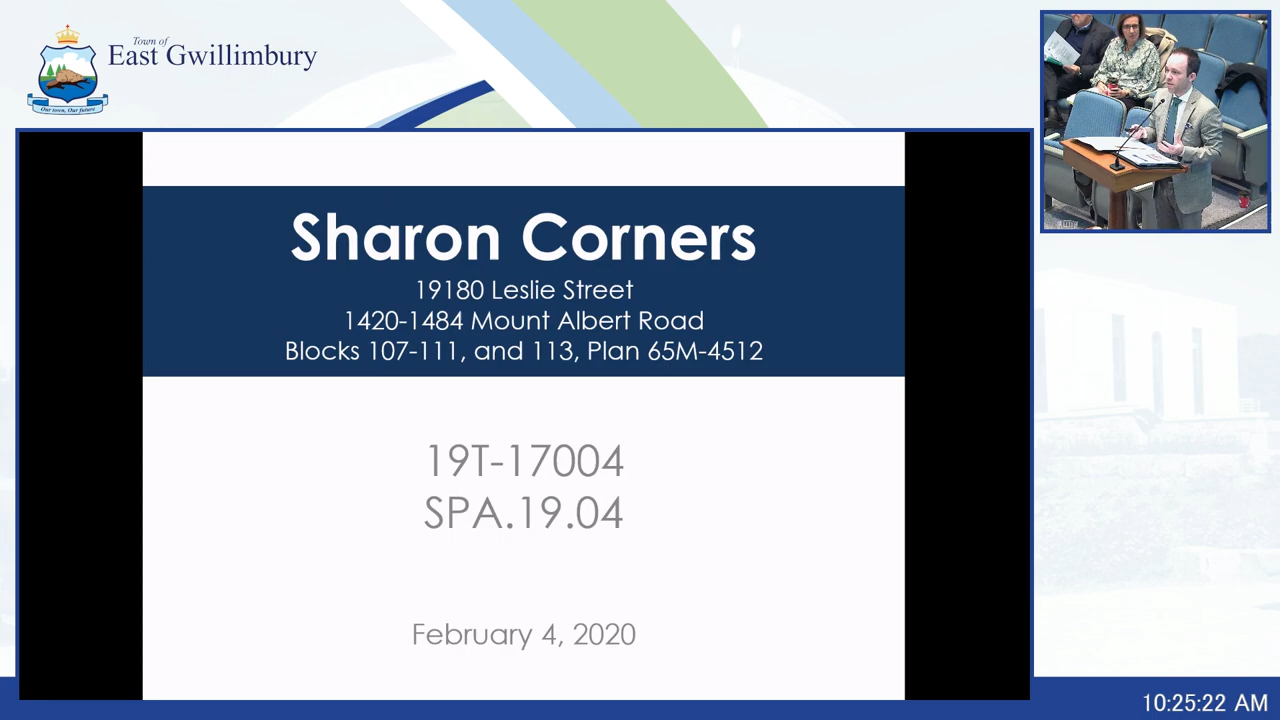 Town of
East Gwillimbury
Our town, Our future
Sharon Corners
19180 Leslie Street
1420-1484 Mount Albert Road
Blocks 107-111, and 113, Plan 65M-4512
19T-17004
SPA.19.04
February 4, 2020
10:25:22 AM